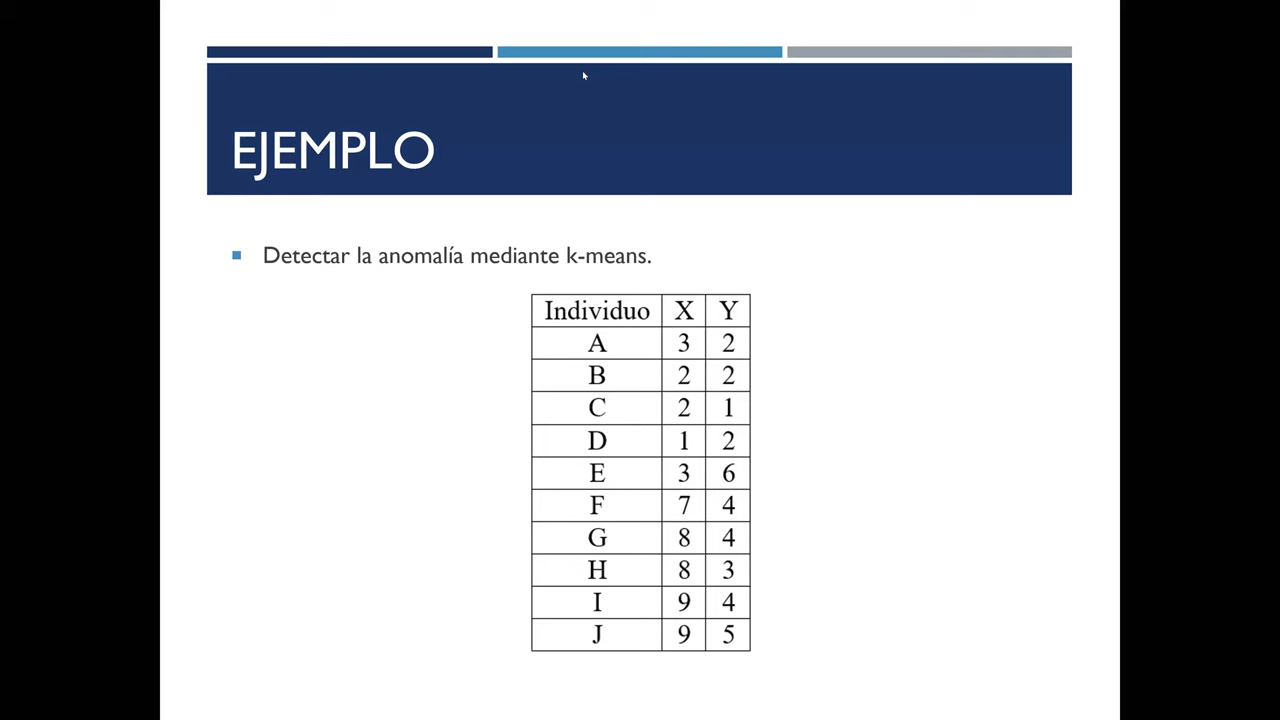 EJEMPLO
Detectar la anomalía mediante k-means.
Individuo X Y
A 3 2
B 2 2
C 2 1
D 1 2
E 3 6
F 7 4
G 8 4
H 8 3
I 9 4
J 9 5